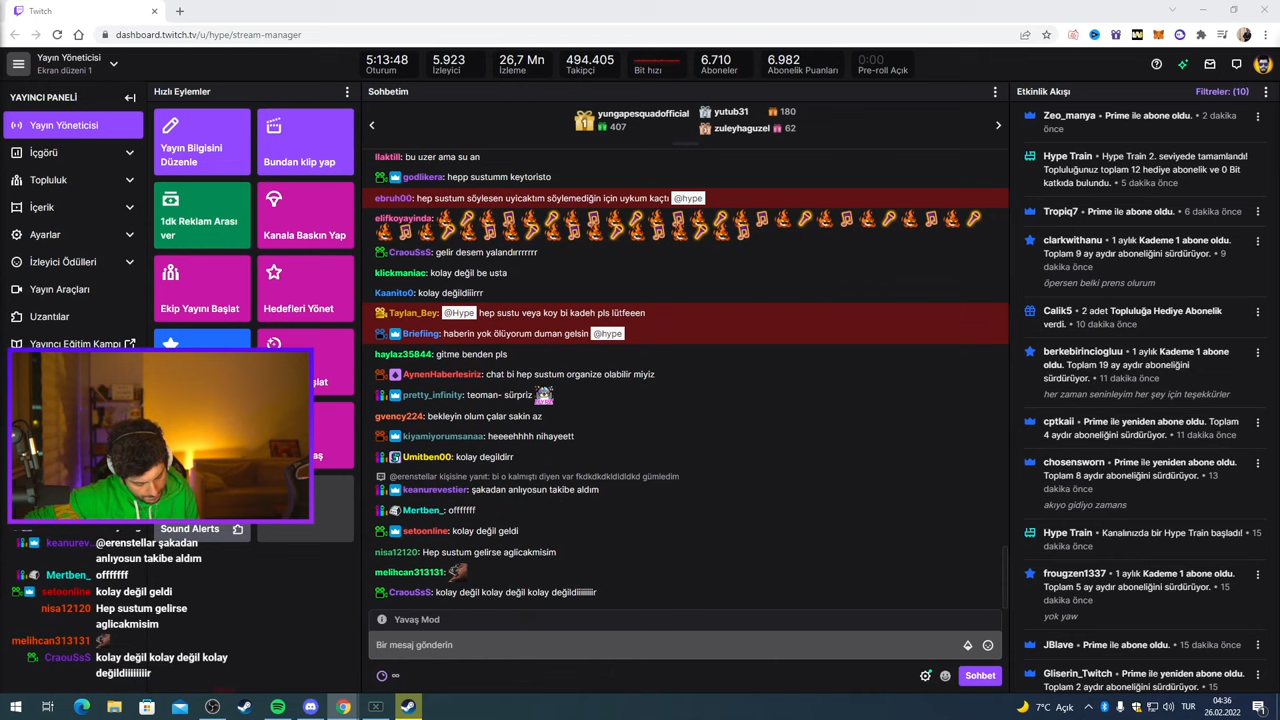 Twitch
dashboard.twitch.tv/u/hype/stream-manager
Yayın Yöneticisi
Ekran düzeni 1
5:13:48
Oturum
5.923
İzleyici
26,7 Mn
İzleme
494.405
Takipçi
Bit hızı
6.710
Aboneler
6.982
Abonelik Puanları
0:00
Pre-roll Açık
YAYINCI PANELİ
Yayın Yöneticisi
İçgörü
Topluluk
İçerik
Ayarlar
İzleyici Ödülleri
Yayın Araçları
Uzantılar
Yayıncı Eğitim Kampı
Hızlı Eylemler
Yayın Bilgisini
Düzenle
Bundan klip yap
1dk Reklam Arası
ver
Kanala Baskın Yap
Ekip Yayını Başlat
Hedefleri Yönet
Sound Alerts
keanurev.. @erenstellar şakadan
anlıyosun takibe aldım
Mertben_ offfffff
setoonline kolay değil geldi
nisa12120 Hep sustum gelirse
aglicakmisim
melihcan313131
CraouSsS kolay değil kolay değil kolay
değildiiiiiiiir
Sohbetim
yungapesquadofficial
1
407
yutub31 180
zuleyhaguzel 62
llaktill: bu uzer ama su an
godlikera: hepp sustumm keytoristo
ebruh00: hep sustum söylesen uyicaktım söylemediğin için uykum kaçtı @hype
elifkoyayinda:
CraouSsS: gelir desem yalandırrrrrrr
klickmaniac: kolay değil be usta
Kaanito0: kolay değildiiirrr
Taylan_Bey: @Hype hep sustu veya koy bi kadeh pls lütfeeen
Briefiing: haberin yok ölüyorum duman gelsin @hype
haylaz35844: gitme benden pls
AynenHaberlesiriz: chat bi hep sustum organize olabilir miyiz
pretty_infinity: teoman- sürpriz
gvency224: bekleyin olum çalar sakin az
kiyamiyorumsanaa: heeeehhhh nihayeett
Umitben00: kolay degildirr
@erenstellar kişisine yanıt: bi o kalmıştı diyen var fkdkdkdkldldldkd gümledim
keanurevestier: şakadan anlıyosun takibe aldım
Mertben_: offfffff
setoonline: kolay değil geldi
nisa12120: Hep sustum gelirse aglicakmisim
melihcan313131:
CraouSsS: kolay değil kolay değil kolay değildiiiiiiiir
Yavaş Mod
Bir mesaj gönderin
Sohbet
Etkinlik Akışı
Filtreler: (10)
Zeo_manya • Prime ile abone oldu. • 2 dakika
önce
Hype Train • Hype Train 2. seviyede tamamlandı!
Topluluğunuz toplam 12 hediye abonelik ve 0 Bit
katkıda bulundu. • 5 dakika önce
Tropiq7 • Prime ile abone oldu. • 6 dakika önce
clarkwithanu • 1 aylık Kademe 1 abone oldu.
Toplam 9 ay aydır aboneliğini sürdürüyor. • 9
dakika önce
öpersen belki prens olurum
Calik5 • 2 adet Topluluğa Hediye Abonelik
verdi. • 10 dakika önce
berkebirinciogluu • 1 aylık Kademe 1 abone
oldu. Toplam 19 ay aydır aboneliğini
sürdürüyor. • 11 dakika önce
her zaman seninleyim her şey için teşekkürler
cptkaii • Prime ile yeniden abone oldu. Toplam
4 aydır aboneliğini sürdürüyor. • 11 dakika önce
chosensworn • Prime ile yeniden abone oldu.
Toplam 8 aydır aboneliğini sürdürüyor. • 13
dakika önce
akıyo gidiyo zamans
Hype Train • Kanalınızda bir Hype Train başladı! • 15
dakika önce
frougzen1337 • 1 aylık Kademe 1 abone oldu.
Toplam 5 ay aydır aboneliğini sürdürüyor. • 15
dakika önce
yok yaw
JBlave • Prime ile abone oldu. • 15 dakika önce
Gliserin_Twitch • Prime ile yeniden abone
oldu. Toplam 2 aydır aboneliğini sürdürüyor. • 15
7°C Açık
TUR
04:36
26.02.2022